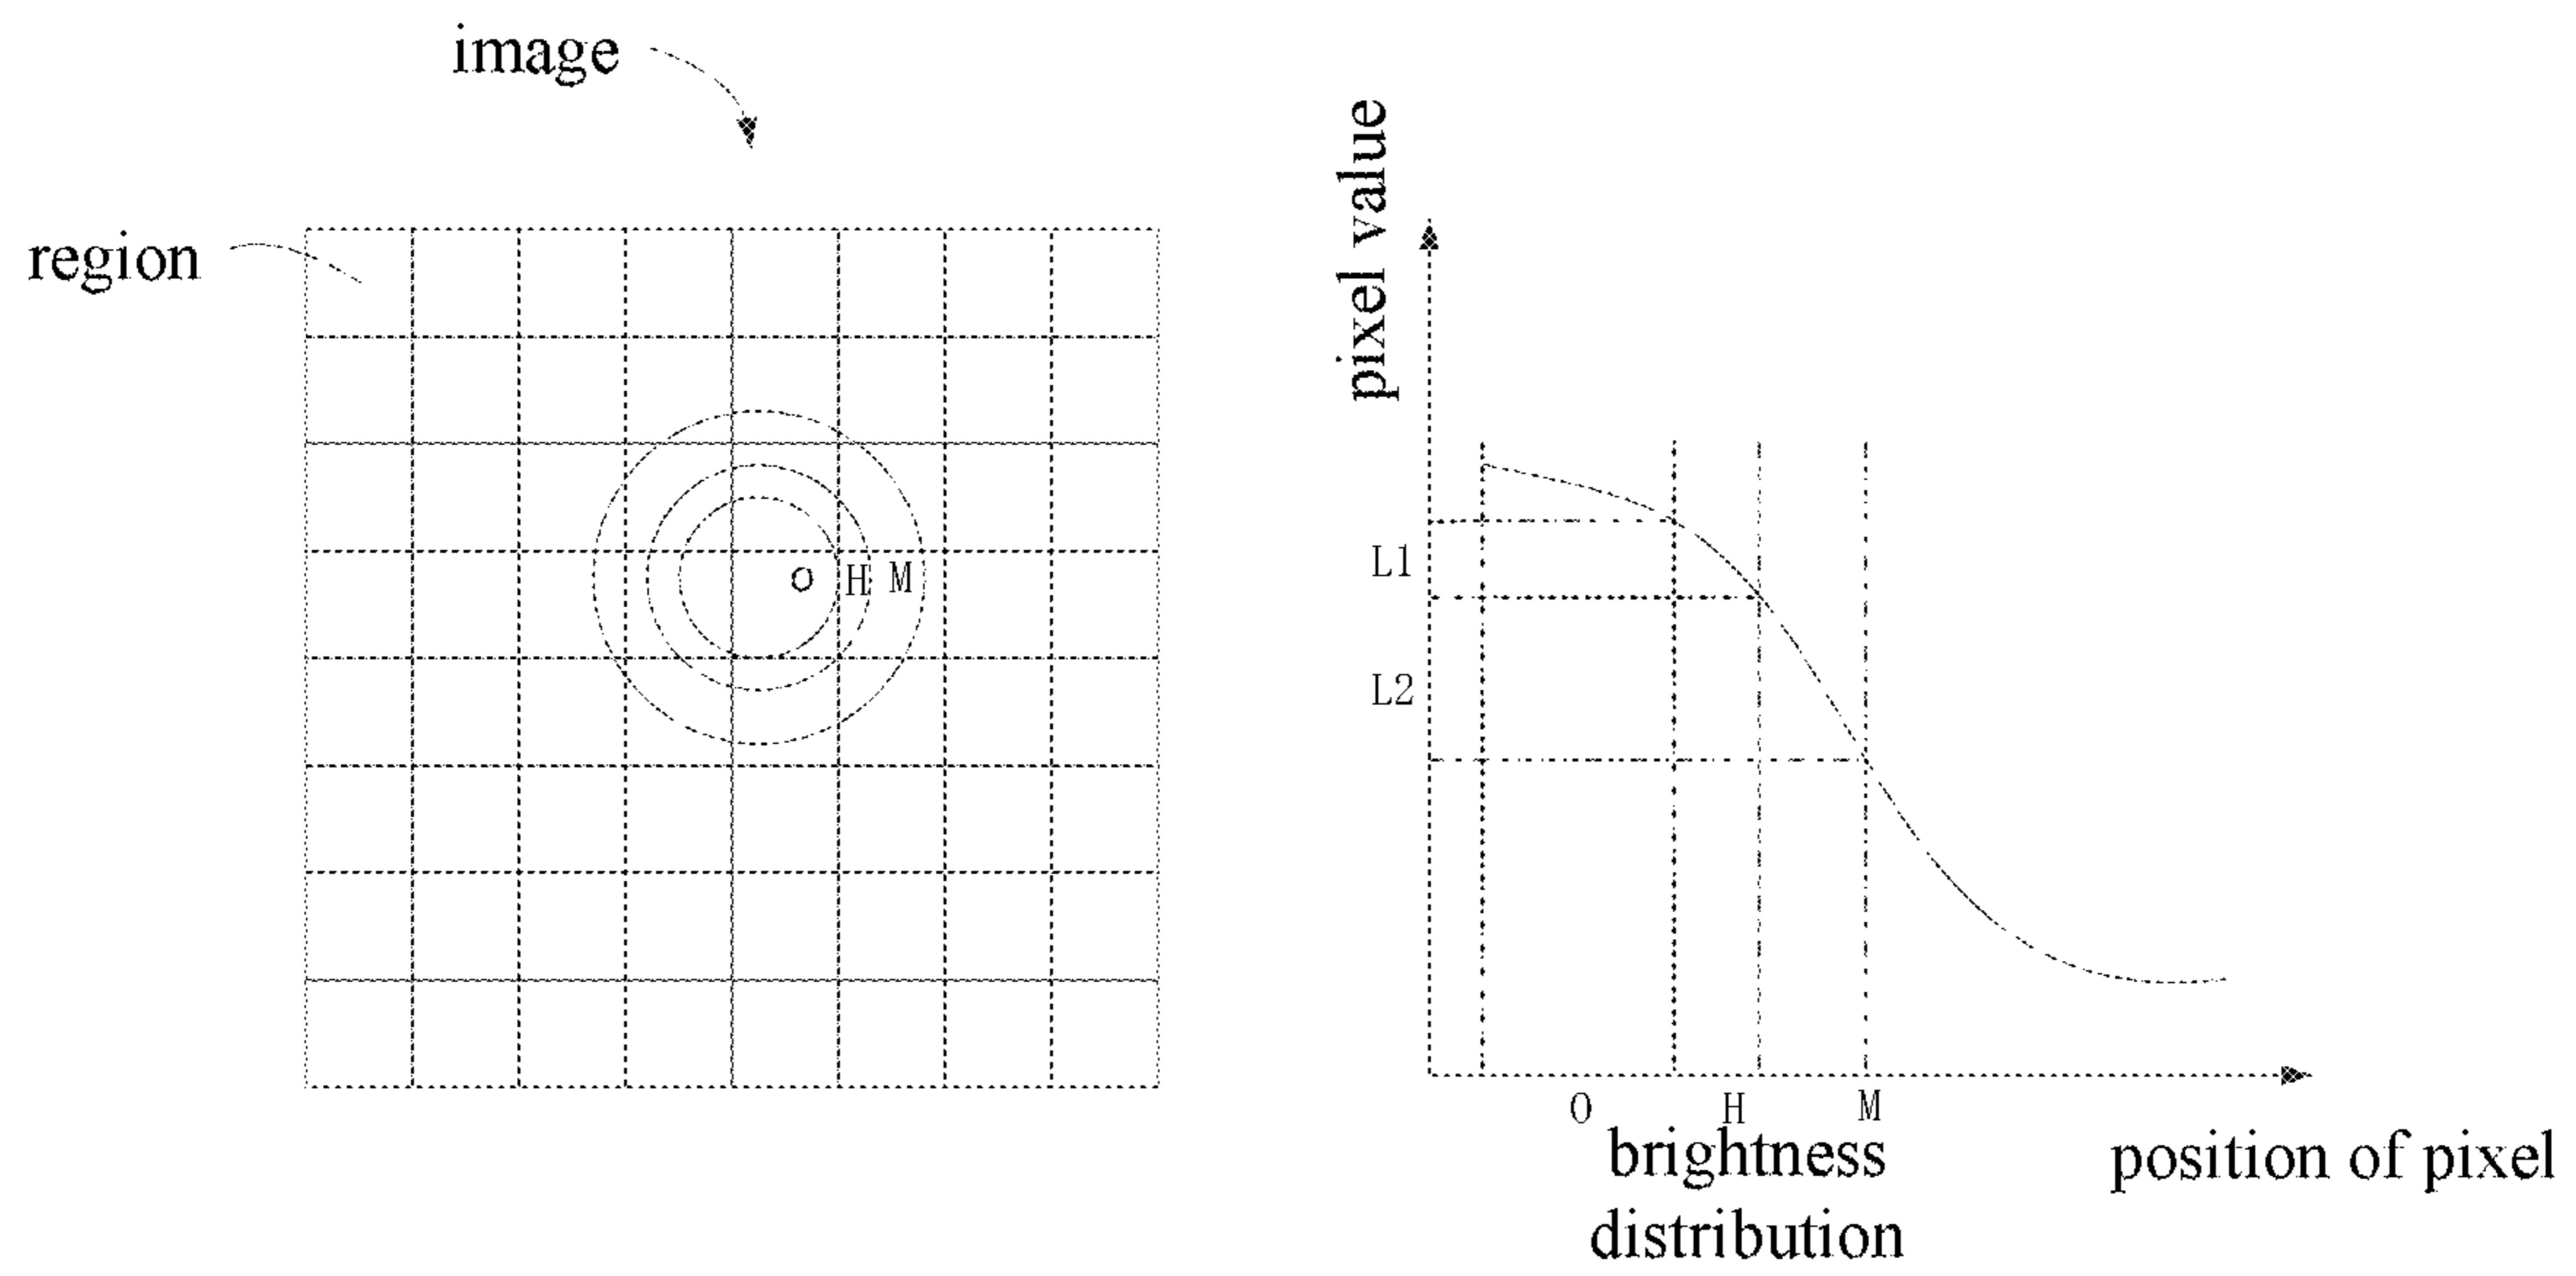 image
region
O H M
pixel value
L1
L2
O H M
brightness
distribution
position of pixel